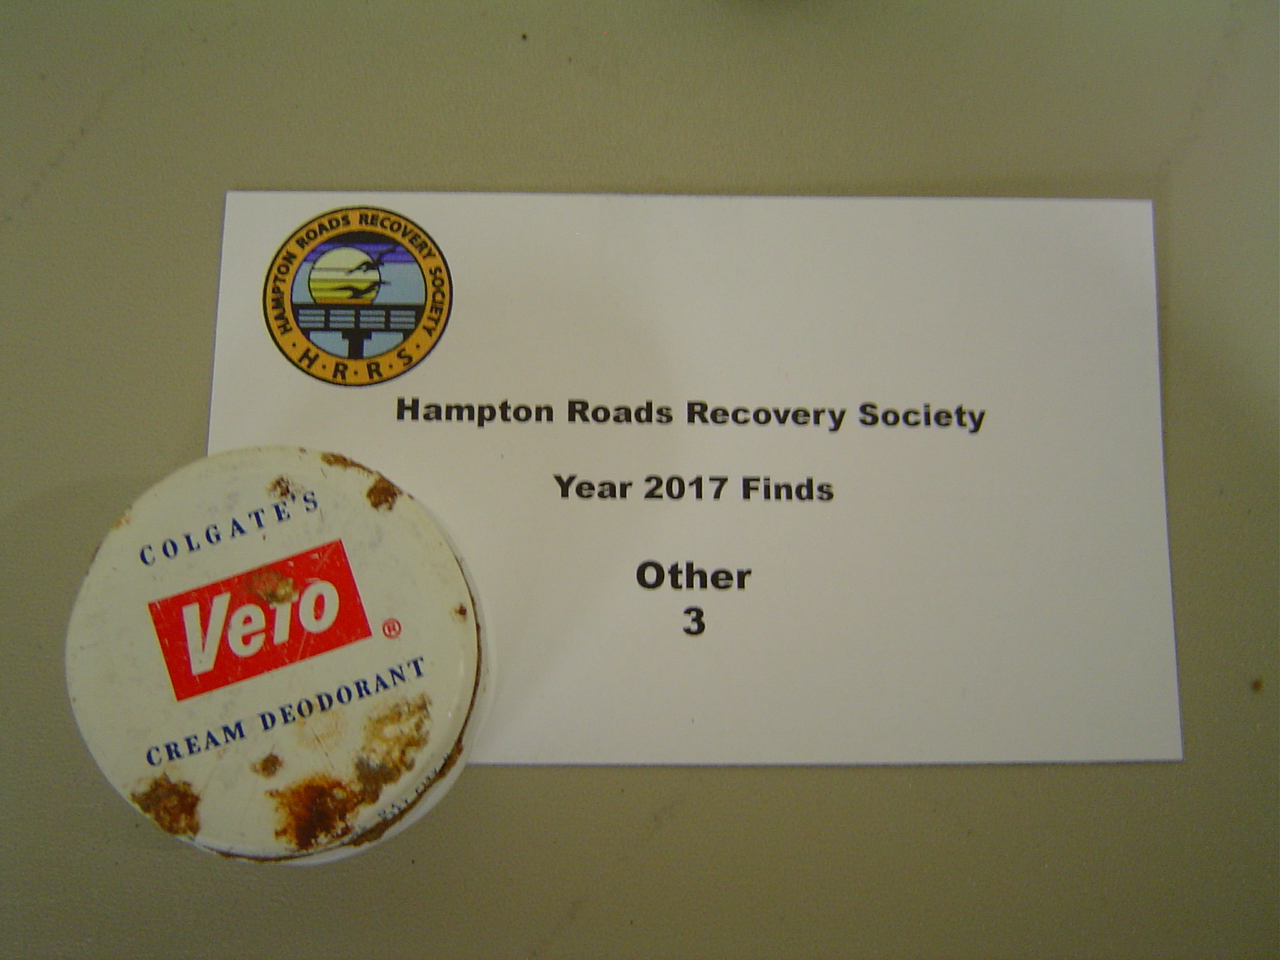 HAMPTON ROADS RECOVERY SOCIETY
· H · R · R · S ·
Hampton Roads Recovery Society
Year 2017 Finds
Other
3
COLGATE'S
Veto
®
CREAM DEODORANT